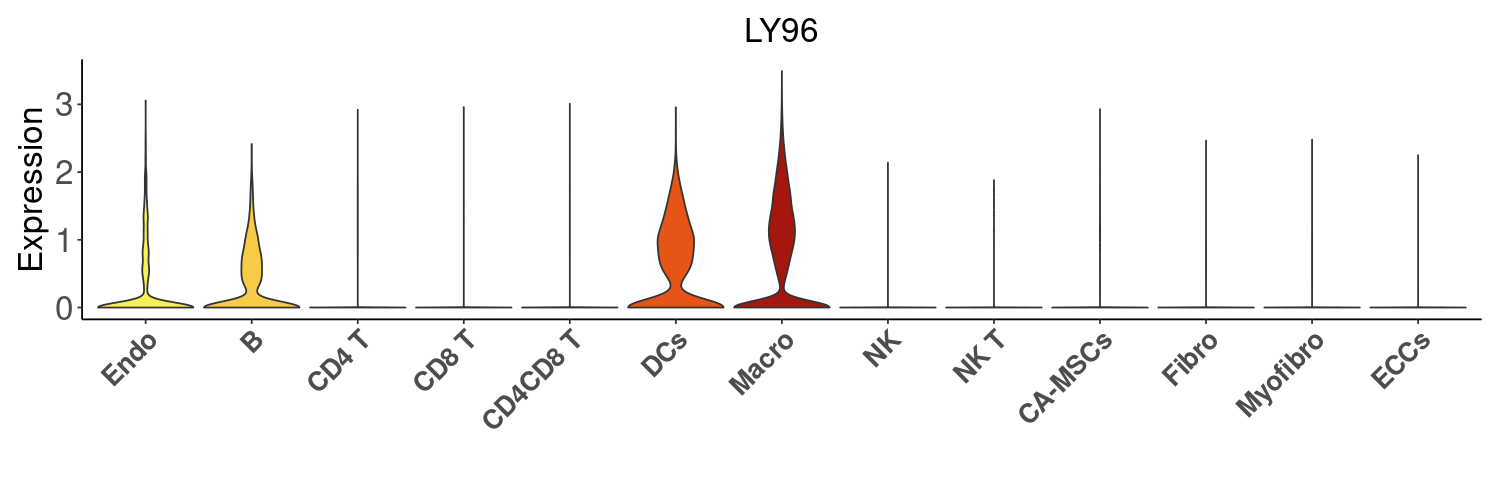 LY96
Expression
3
2
1
0
Endo
B
CD4 T
CD8 T
CD4CD8 T
DCs
Macro
NK
NK T
CA-MSCs
Fibro
Myofibro
ECCs